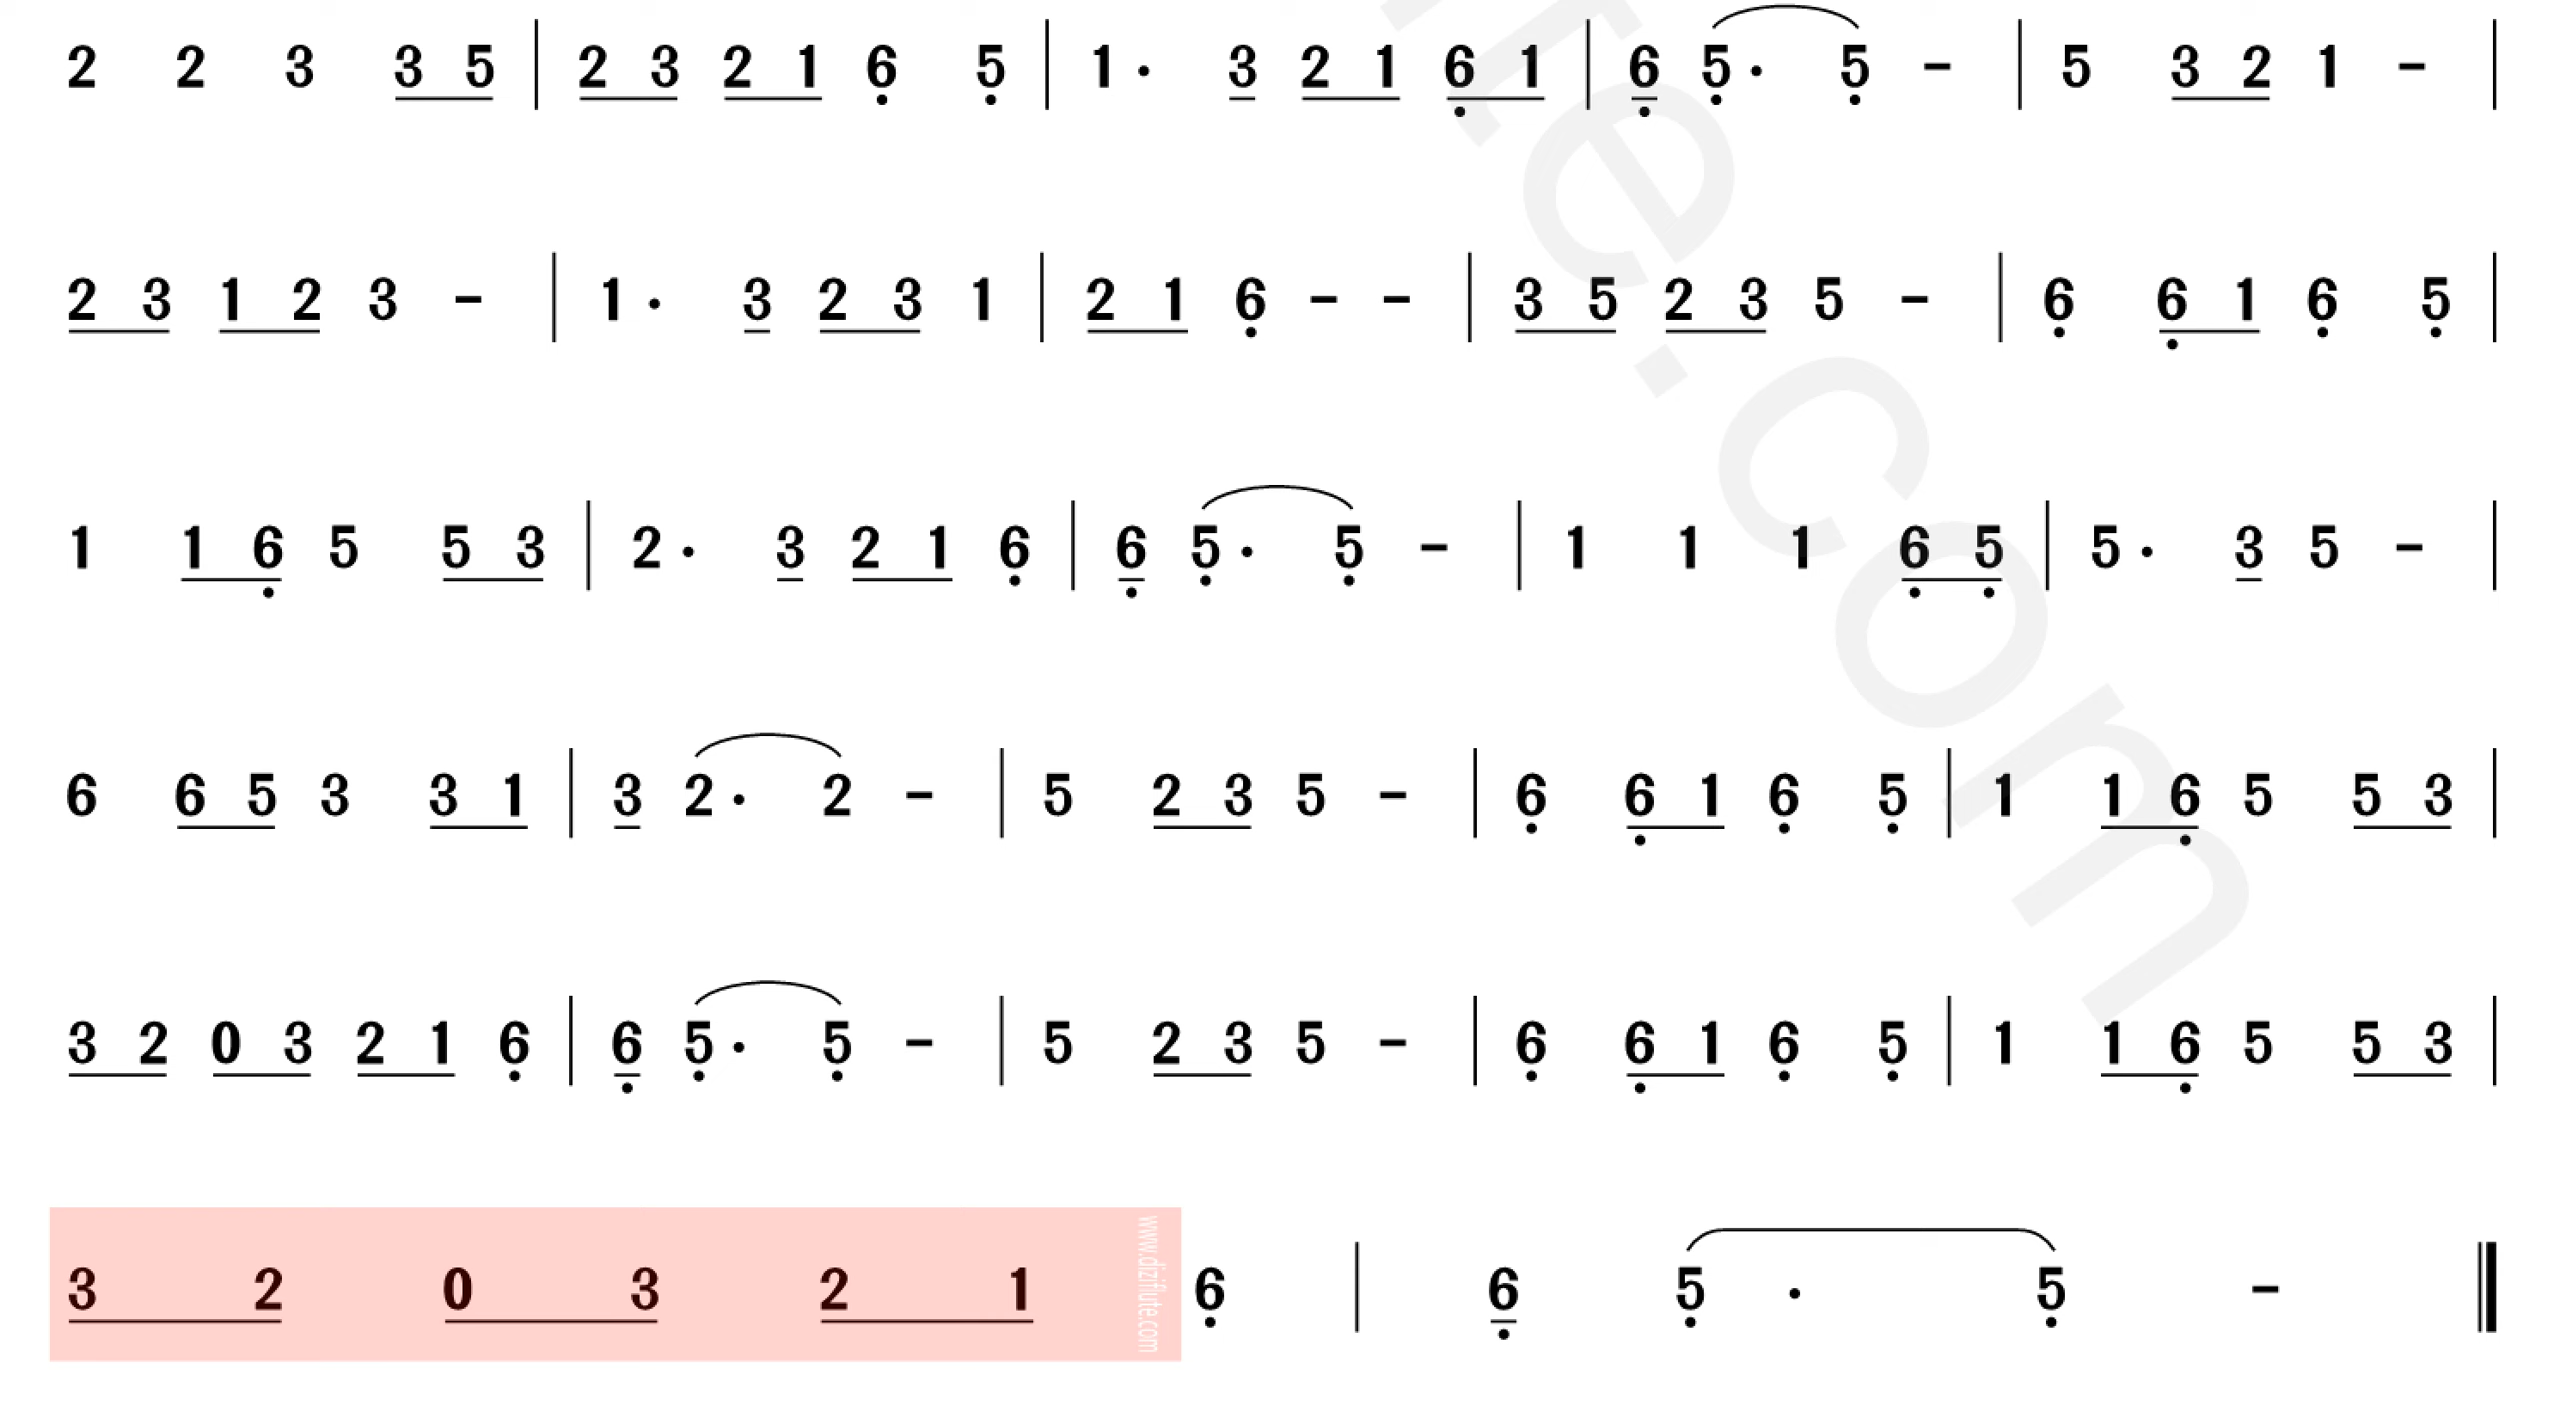 2 2 3 3 5 | 2 3 2 1 6̣ 5̣ | 1 · 3 2 1 6̣ 1 | 6̣ 5̣ · 5̣ – | 5 3 2 1 – |
2 3 1 2 3 – | 1 · 3 2 3 1 | 2 1 6̣ – – | 3 5 2 3 5 – | 6̣ 6̣ 1 6̣ 5̣ |
1 1 6̣ 5 5 3 | 2 · 3 2 1 6̣ | 6̣ 5̣ · 5̣ – | 1 1 1 6̣ 5̣ | 5 · 3 5 – |
6 6 5 3 3 1 | 3 2 · 2 – | 5 2 3 5 – | 6̣ 6̣ 1 6̣ 5̣ | 1 1 6̣ 5 5 3 |
3 2 0 3 2 1 6̣ | 6̣ 5̣ · 5̣ – | 5 2 3 5 – | 6̣ 6̣ 1 6̣ 5̣ | 1 1 6̣ 5 5 3 |
3 2 0 3 2 1 6̣ | 6̣ 5̣ · 5̣ – ‖
www.diziflute.com
te.com